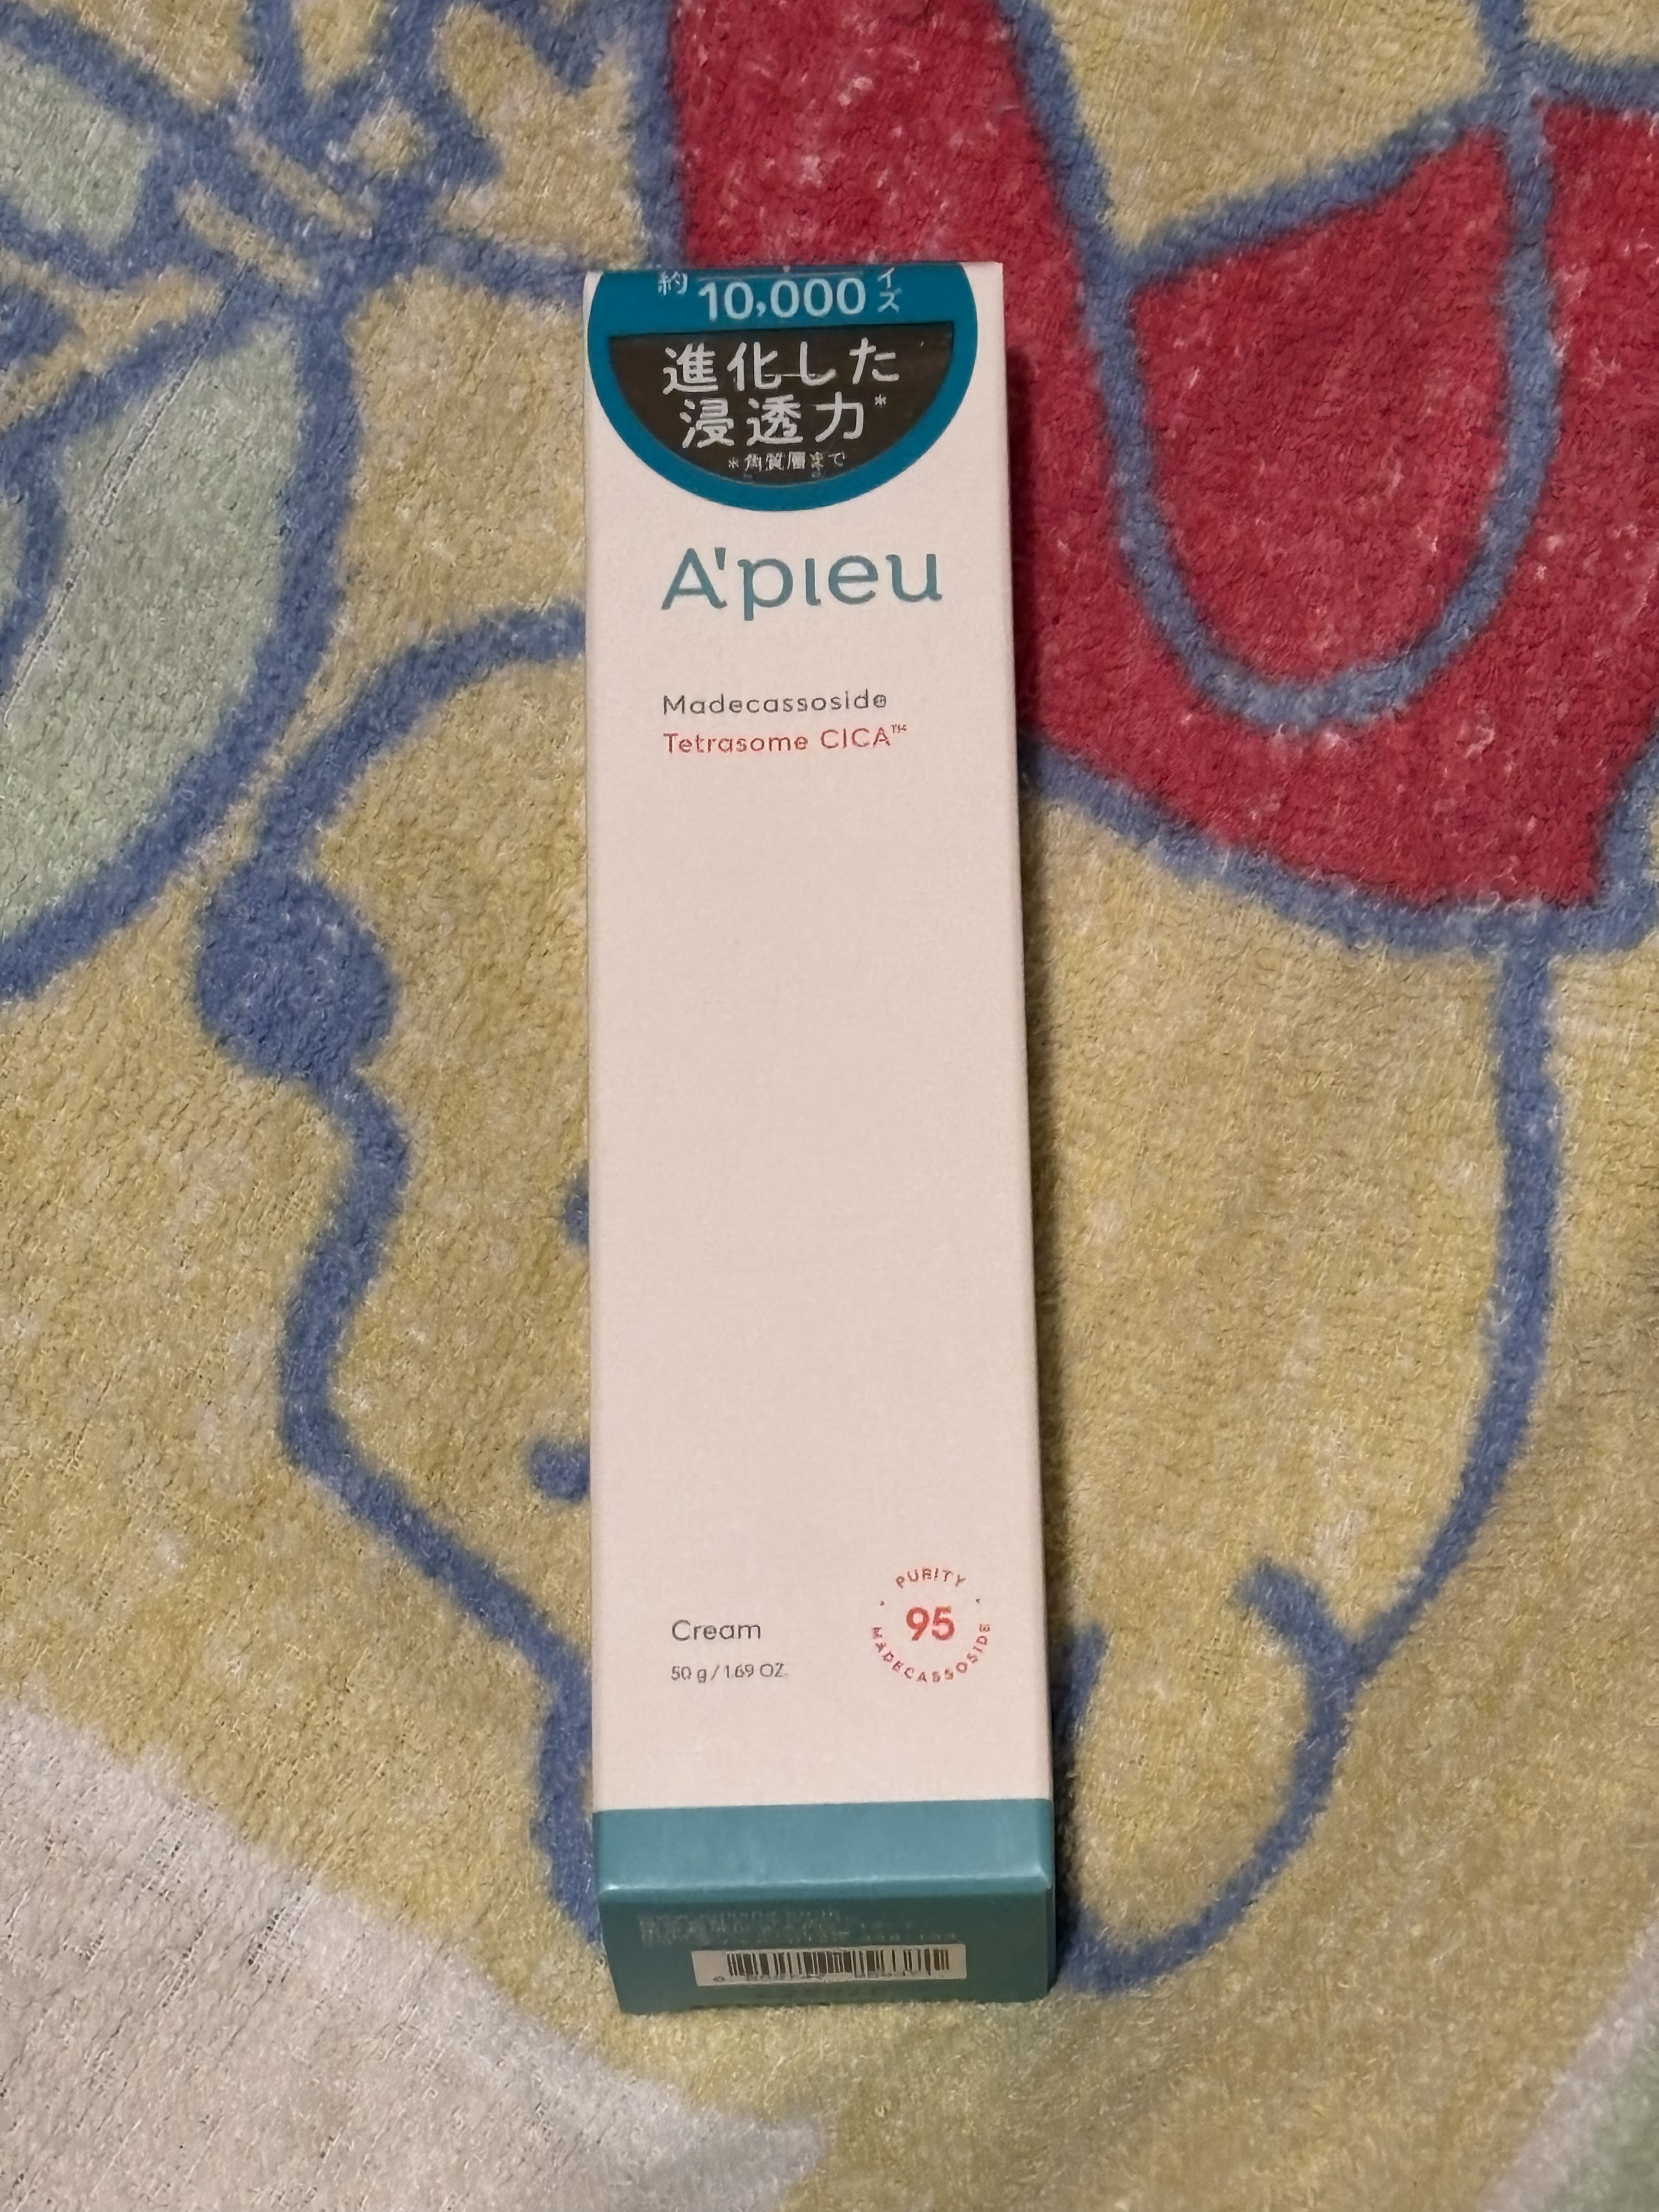 約 10,000 イズ
進化した
浸透力*
*角質層まで
A'pieu
Madecassoside
Tetrasome CICA™
PURITY
95
MADECASSOSIDE
Cream
50 g / 1.69 OZ.